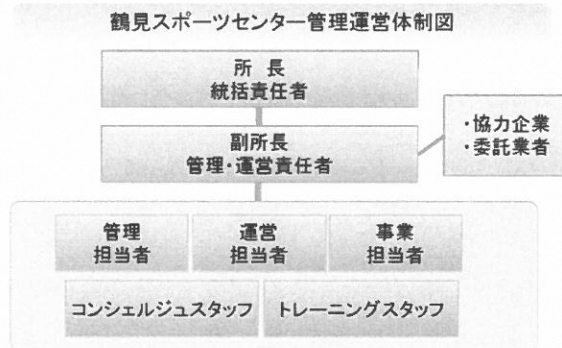 鶴見スポーツセンター管理運営体制図
所 長
統括責任者
副所長
管理・運営責任者
・協力企業
・委託業者
管理
担当者
運営
担当者
事業
担当者
コンシェルジュスタッフ
トレーニングスタッフ